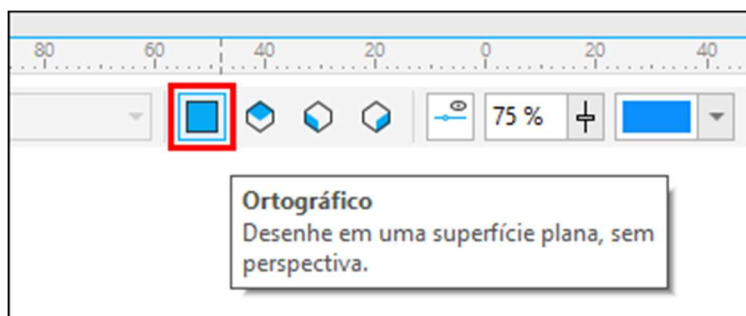 80 60 40 20 0 20 40
75 %
Ortográfico
Desenhe em uma superfície plana, sem
perspectiva.